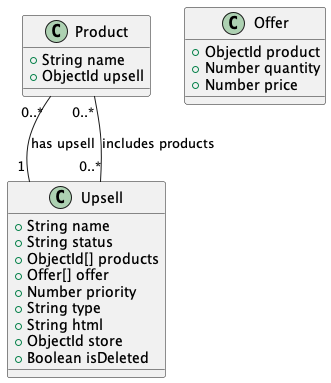 C Product
String name
ObjectId upsell
C Offer
ObjectId product
Number quantity
Number price
0..* 0..*
has upsell includes products
1 0..*
C Upsell
String name
String status
ObjectId[] products
Offer[] offer
Number priority
String type
String html
ObjectId store
Boolean isDeleted